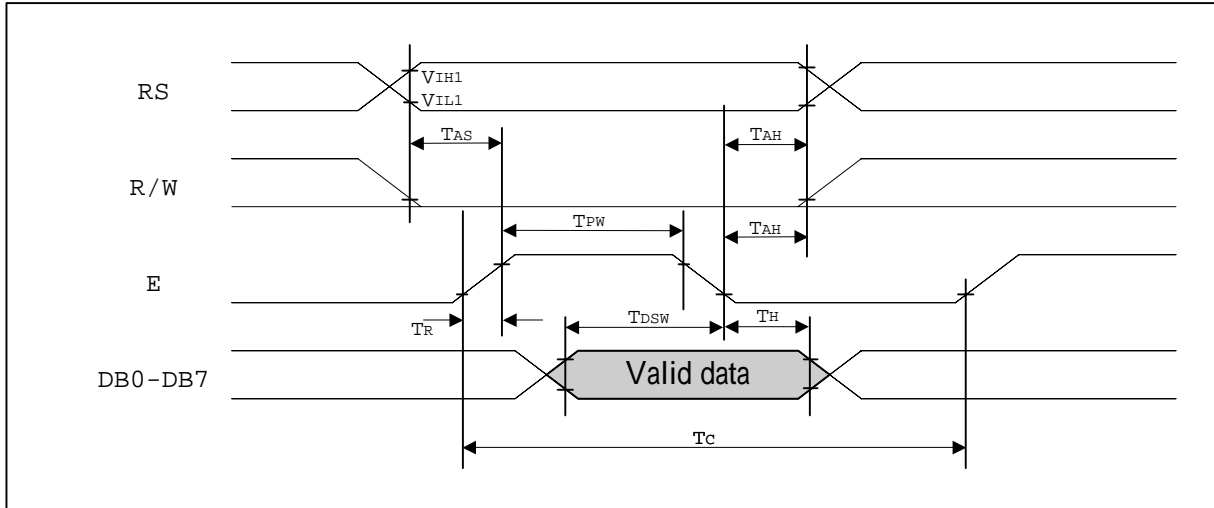 RS
VIH1
VIL1
TAS
TAH
R/W
TPW
TAH
E
TR
TDSW
TH
DB0-DB7
Valid data
TC